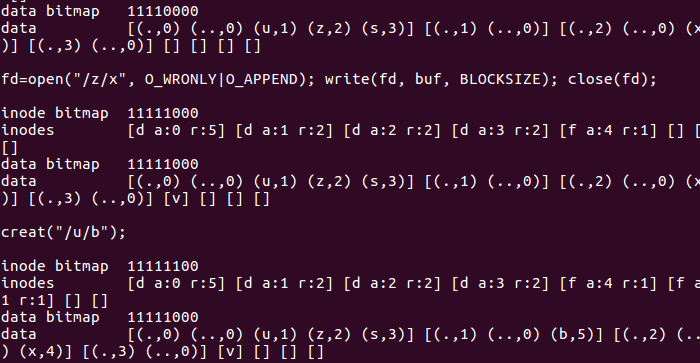 []
data bitmap   11110000
data          [(.,0) (..,0) (u,1) (z,2) (s,3)] [(.,1) (..,0)] [(.,2) (..,0) (x
)] [(.,3) (..,0)] [] [] [] []
fd=open("/z/x", O_WRONLY|O_APPEND); write(fd, buf, BLOCKSIZE); close(fd);
inode bitmap  11111000
inodes        [d a:0 r:5] [d a:1 r:2] [d a:2 r:2] [d a:3 r:2] [f a:4 r:1] [] [
[]
data bitmap   11111000
data          [(.,0) (..,0) (u,1) (z,2) (s,3)] [(.,1) (..,0)] [(.,2) (..,0) (x
)] [(.,3) (..,0)] [v] [] [] []
creat("/u/b");
inode bitmap  11111100
inodes        [d a:0 r:5] [d a:1 r:2] [d a:2 r:2] [d a:3 r:2] [f a:4 r:1] [f a
1 r:1] [] []
data bitmap   11111000
data          [(.,0) (..,0) (u,1) (z,2) (s,3)] [(.,1) (..,0) (b,5)] [(.,2) (..
) (x,4)] [(.,3) (..,0)] [v] [] [] []